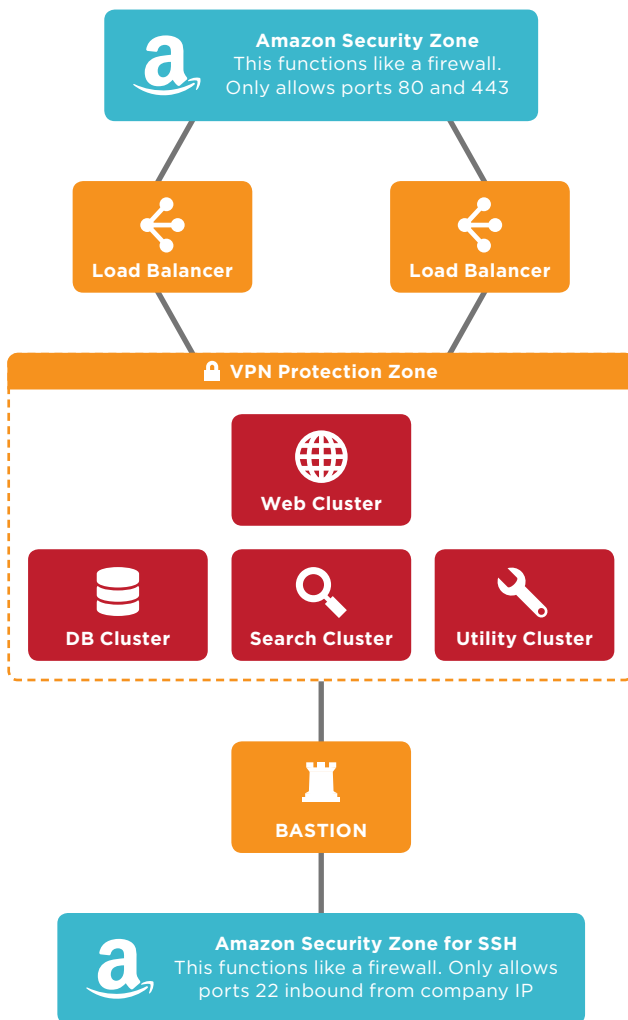 Amazon Security Zone
This functions like a firewall.
Only allows ports 80 and 443
Load Balancer
Load Balancer
VPN Protection Zone
Web Cluster
DB Cluster
Search Cluster
Utility Cluster
BASTION
Amazon Security Zone for SSH
This functions like a firewall. Only allows
ports 22 inbound from company IP